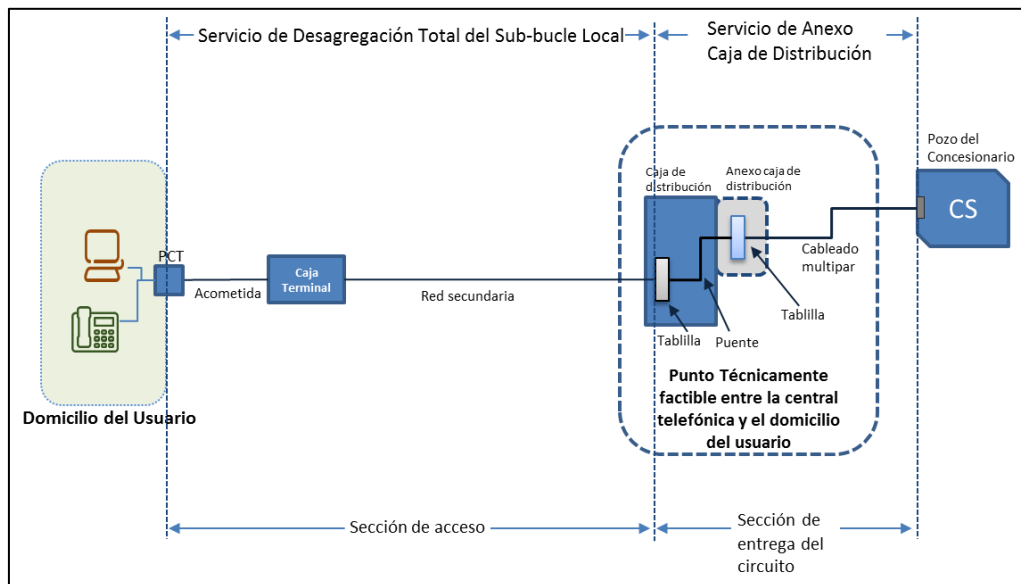 Servicio de Desagregación Total del Sub-bucle Local
Servicio de Anexo
Caja de Distribución
Pozo del
Concesionario
CS
Caja de
distribución
Anexo caja de
distribución
Cableado
multipar
PCT
Acometida
Caja
Terminal
Red secundaria
Tablilla
Tablilla
Puente
Punto Técnicamente
factible entre la central
telefónica y el domicilio
del usuario
Domicilio del Usuario
Sección de acceso
Sección de
entrega del
circuito